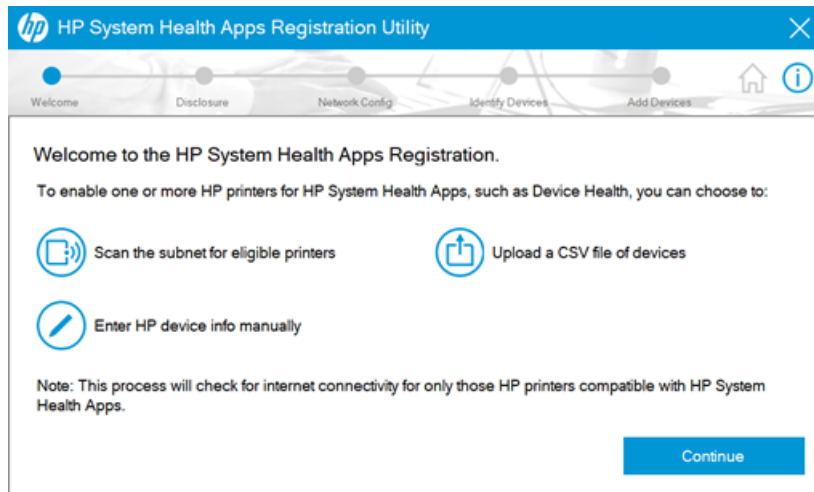 hp HP System Health Apps Registration Utility
Welcome Disclosure Network Config Identify Devices Add Devices
Welcome to the HP System Health Apps Registration.
To enable one or more HP printers for HP System Health Apps, such as Device Health, you can choose to:
Scan the subnet for eligible printers
Upload a CSV file of devices
Enter HP device info manually
Note: This process will check for internet connectivity for only those HP printers compatible with HP System
Health Apps.
Continue